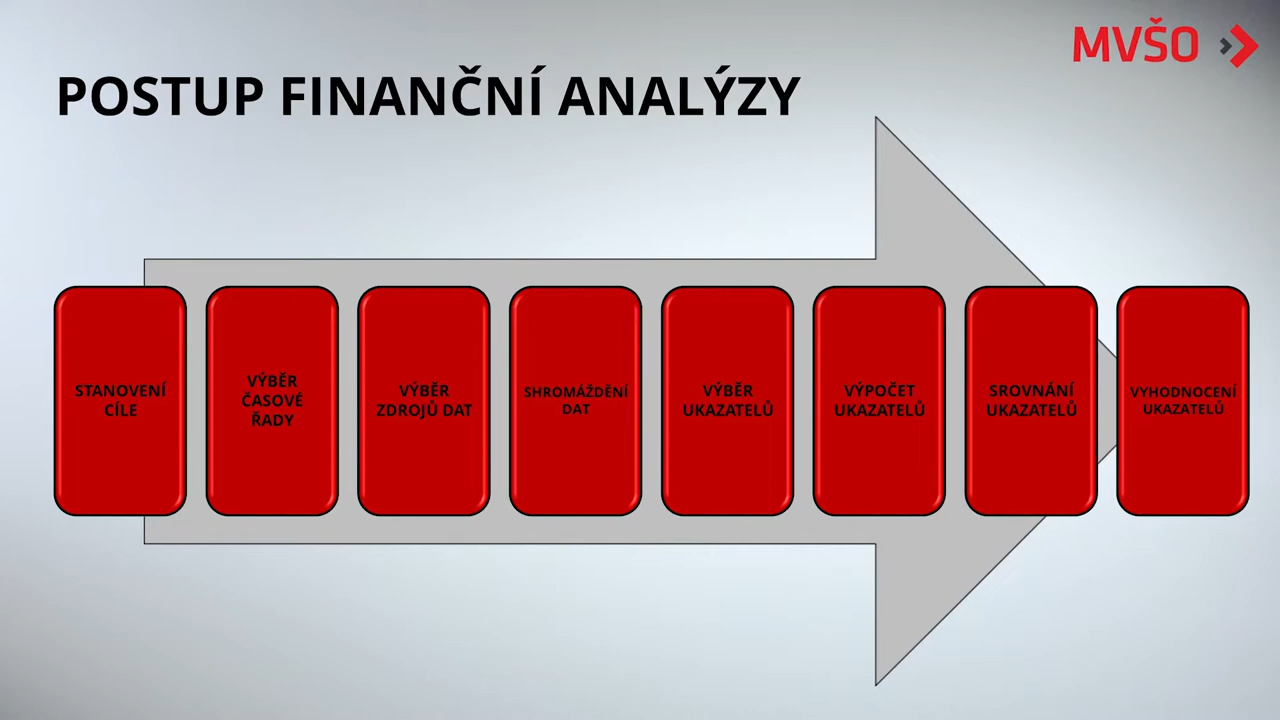 MVŠO
POSTUP FINANČNÍ ANALÝZY
STANOVENÍ
CÍLE
VÝBĚR
ČASOVÉ
ŘADY
VÝBĚR
ZDROJŮ DAT
SHROMÁŽDĚNÍ
DAT
VÝBĚR
UKAZATELŮ
VÝPOČET
UKAZATELŮ
SROVNÁNÍ
UKAZATELŮ
VYHODNOCENÍ
UKAZATELŮ